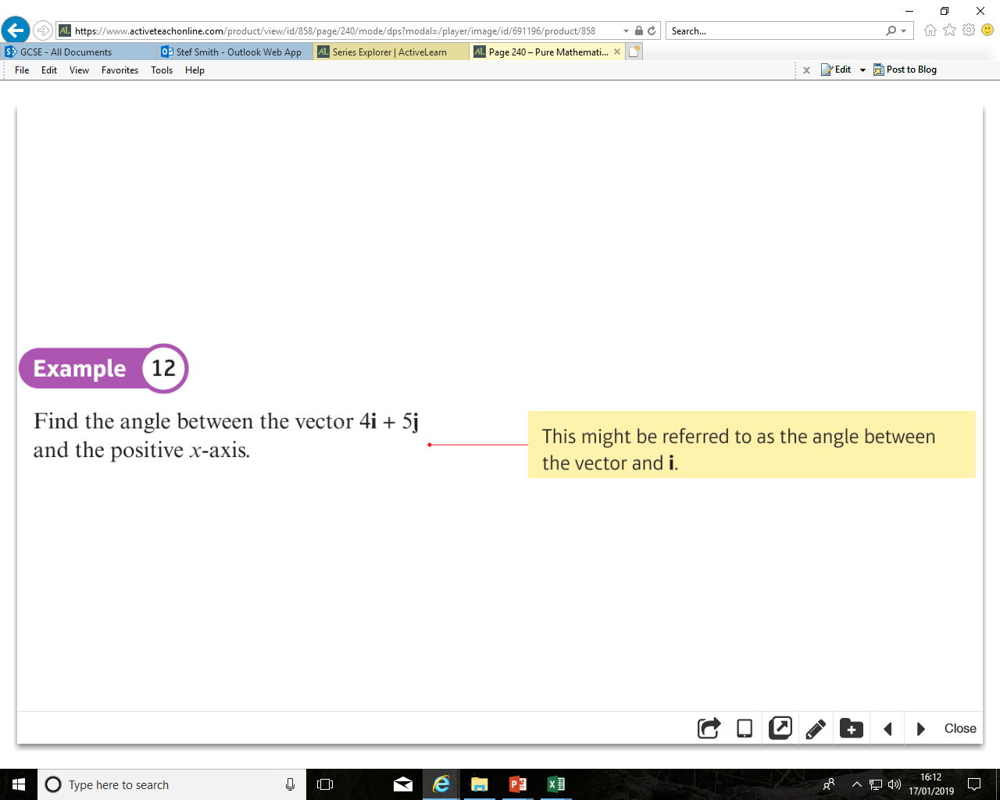 https://www.activeteachonline.com/product/view/id/858/page/240/mode/dps?modal=/player/image/id/691196/product/858
Search...
GCSE - All Documents
Stef Smith - Outlook Web App
Series Explorer | ActiveLearn
Page 240 – Pure Mathemati...
File Edit View Favorites Tools Help
x Edit Post to Blog
Example 12
Find the angle between the vector 4i + 5j
and the positive x-axis.
This might be referred to as the angle between
the vector and i.
Close
Type here to search
16:12
17/01/2019